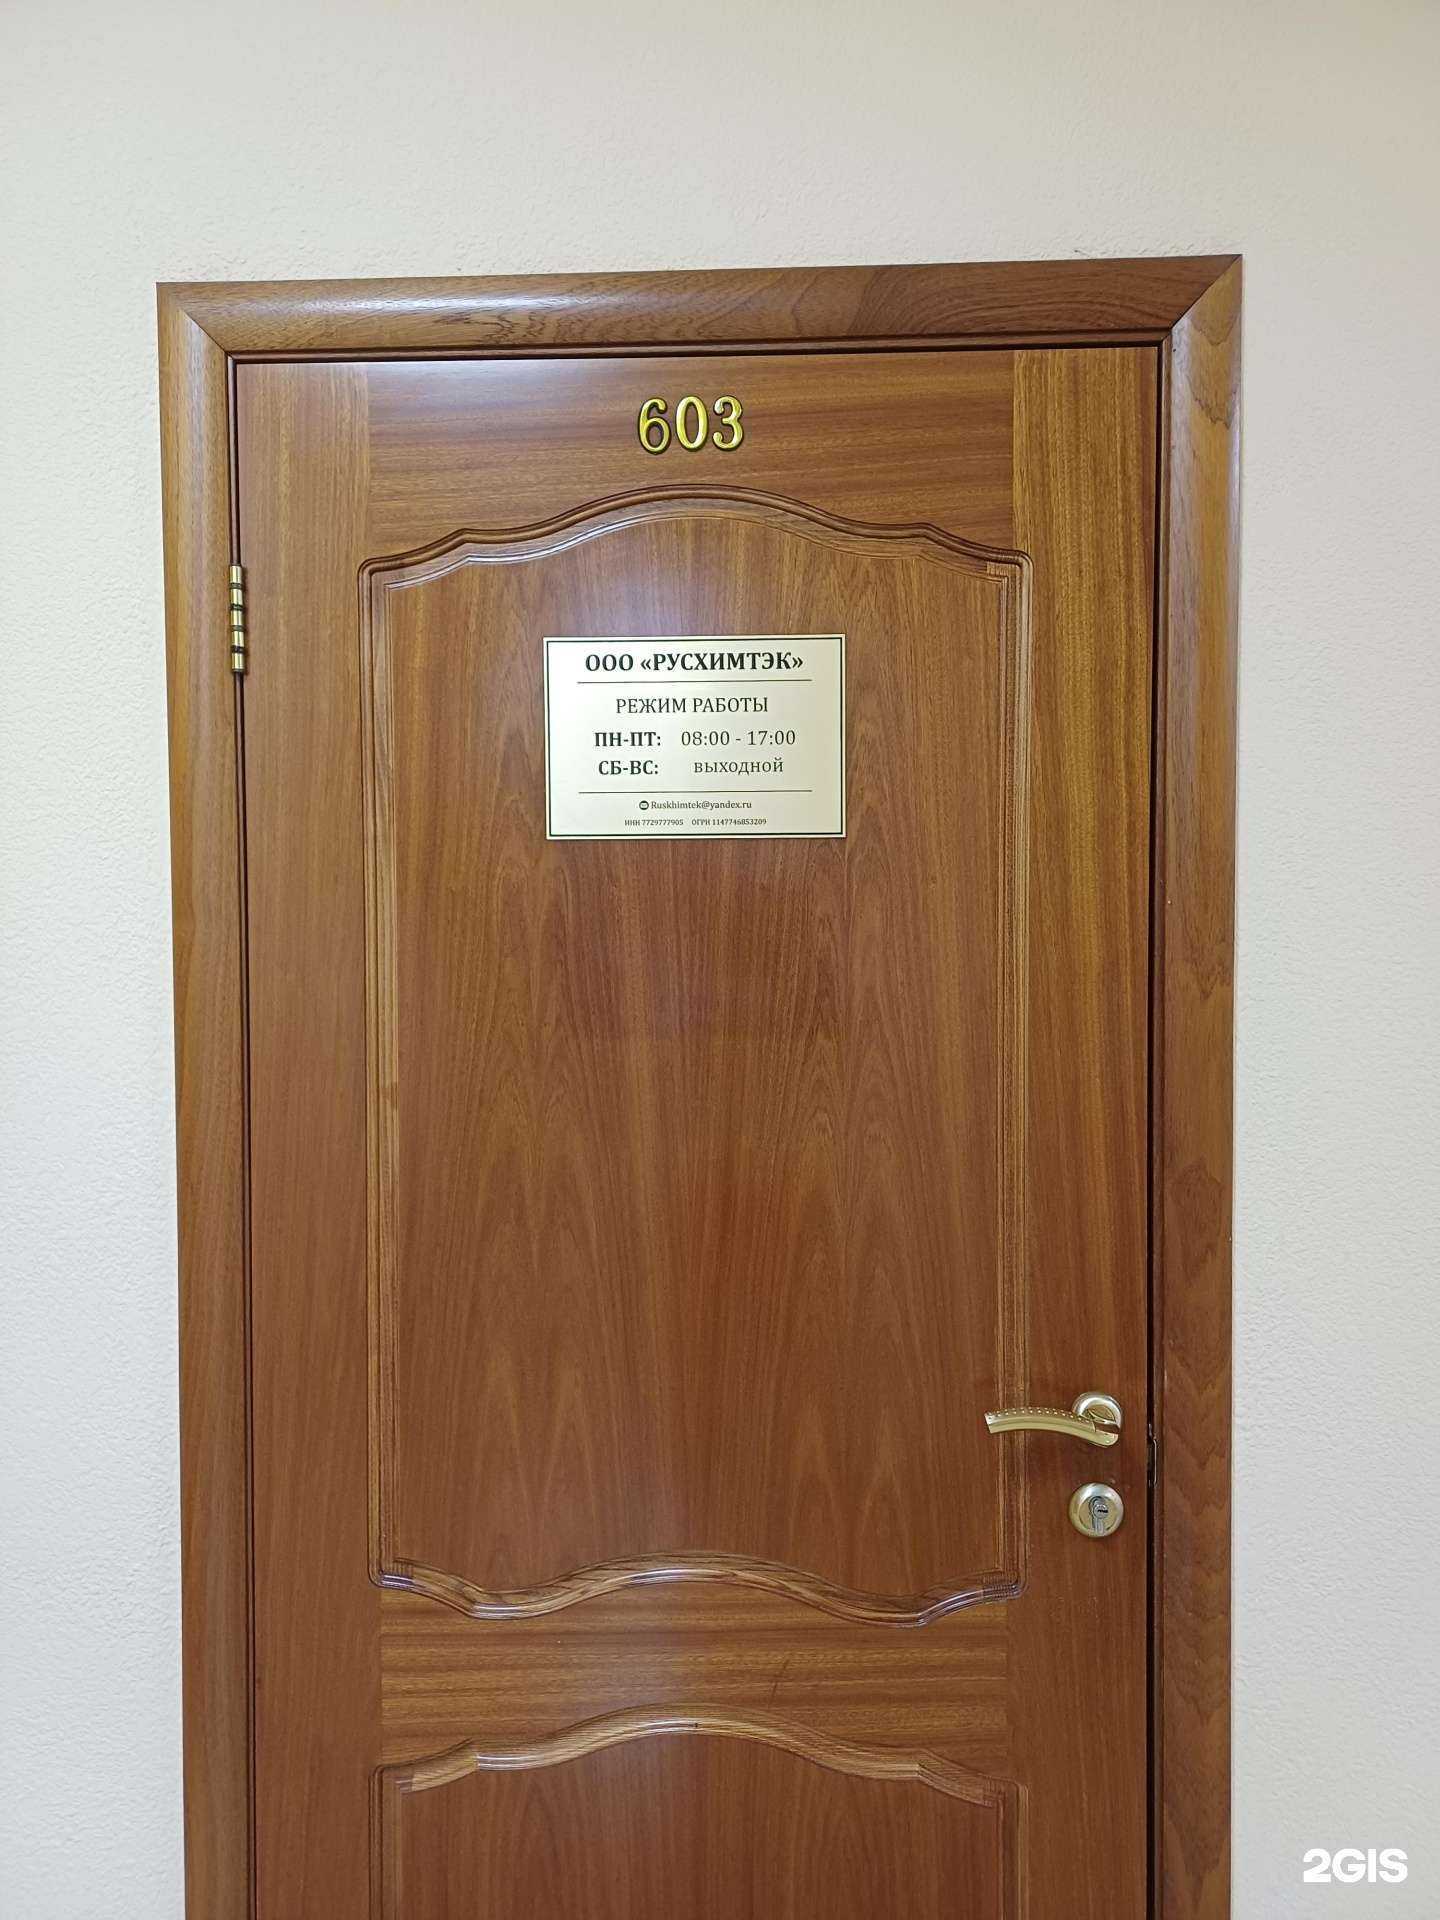 603
ООО «РУСХИМТЭК»
РЕЖИМ РАБОТЫ
ПН-ПТ: 08:00 - 17:00
СБ-ВС: выходной
Ruskhimtek@yandex.ru
ИНН 7729777905 ОГРН 1147746853209
2GIS